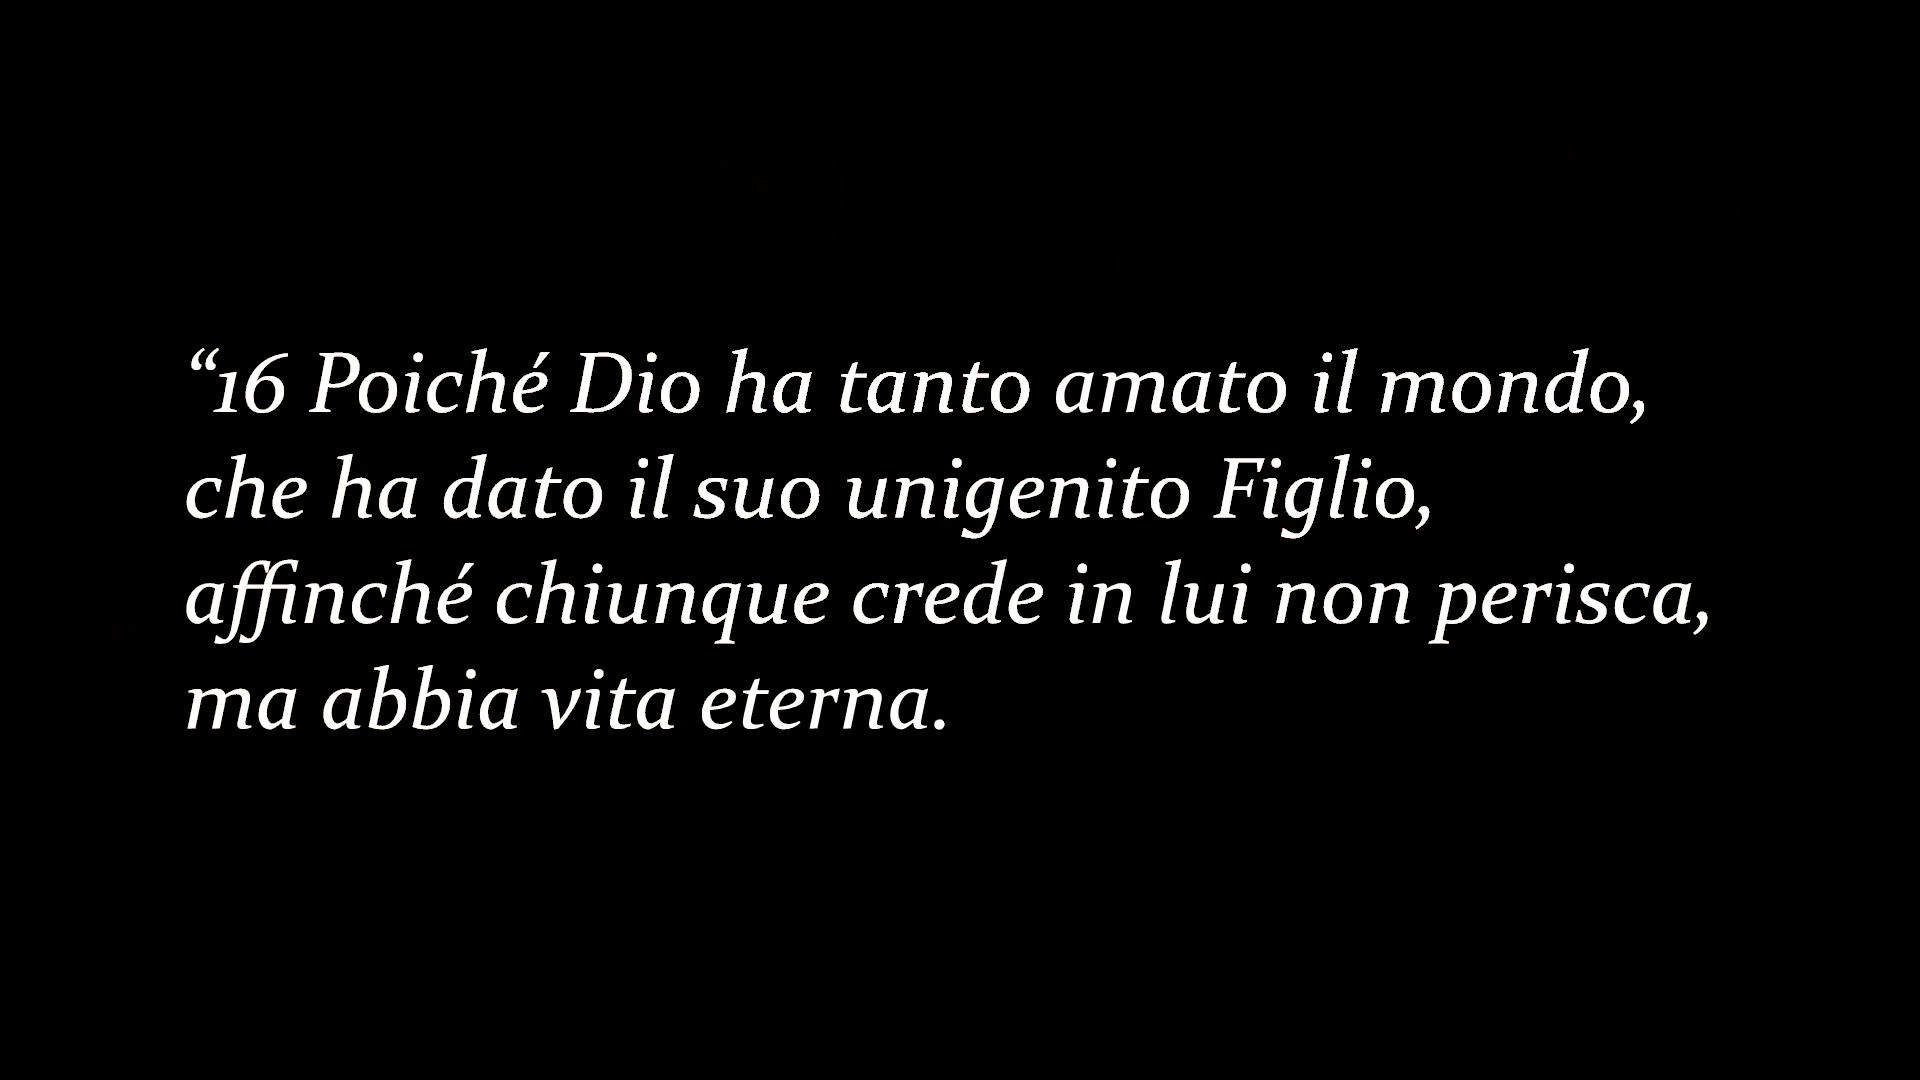 “16 Poiché Dio ha tanto amato il mondo,
che ha dato il suo unigenito Figlio,
affinché chiunque crede in lui non perisca,
ma abbia vita eterna.